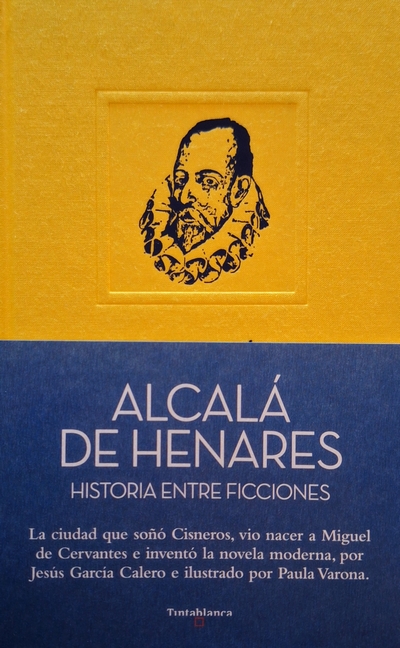 ALCALÁ
DE HENARES
HISTORIA ENTRE FICCIONES
La ciudad que soñó Cisneros, vio nacer a Miguel
de Cervantes e inventó la novela moderna, por
Jesús García Calero e ilustrado por Paula Varona.
Tintablanca